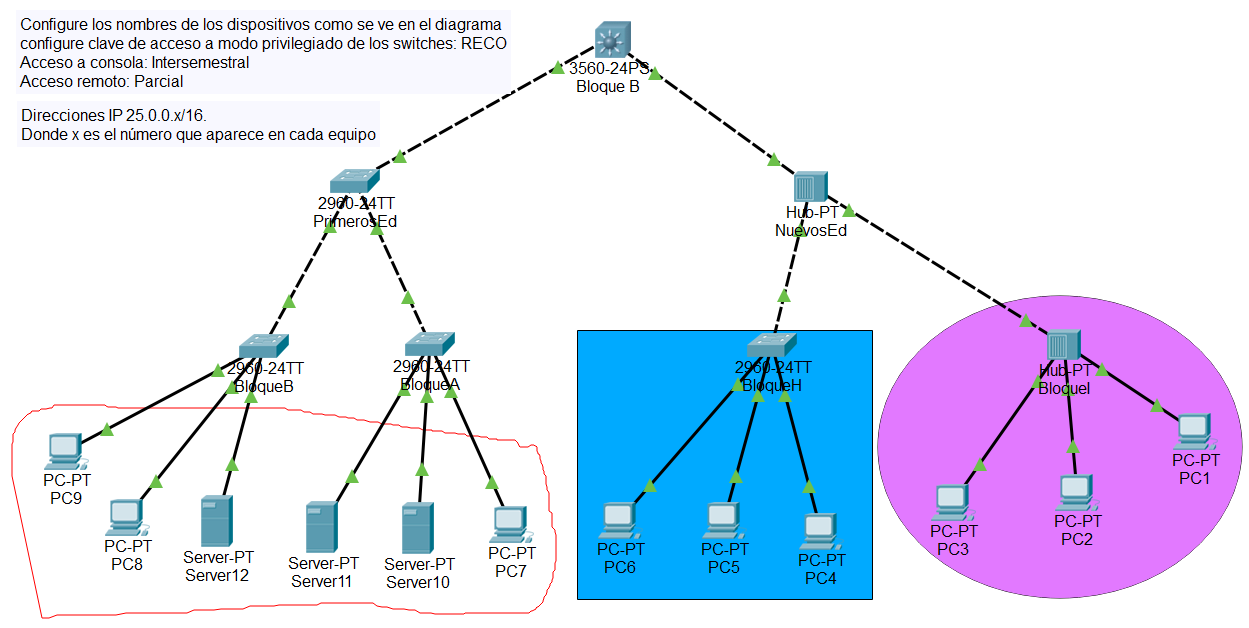 Configure los nombres de los dispositivos como se ve en el diagrama
configure clave de acceso a modo privilegiado de los switches: RECO
Acceso a consola: Intersemestral
Acceso remoto: Parcial
Direcciones IP 25.0.0.x/16.
Donde x es el número que aparece en cada equipo
3560-24PS
Bloque B
2960-24TT
PrimerosEd
Hub-PT
NuevosEd
2960-24TT
BloqueB
2960-24TT
BloqueA
2960-24TT
BloqueH
Hub-PT
BloqueI
PC-PT
PC9
PC-PT
PC8
Server-PT
Server12
Server-PT
Server11
Server-PT
Server10
PC-PT
PC7
PC-PT
PC6
PC-PT
PC5
PC-PT
PC4
PC-PT
PC3
PC-PT
PC2
PC-PT
PC1